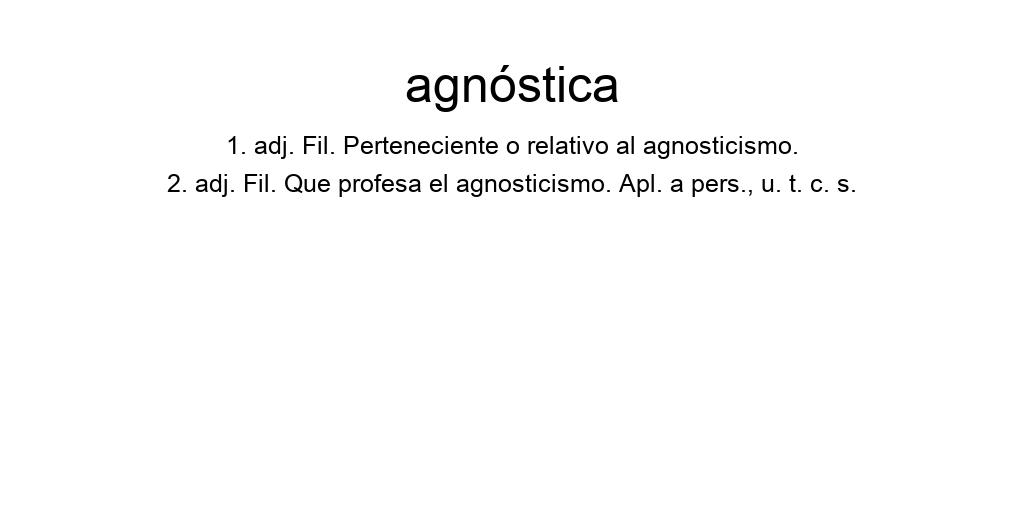 agnóstica
1. adj. Fil. Perteneciente o relativo al agnosticismo.
2. adj. Fil. Que profesa el agnosticismo. Apl. a pers., u. t. c. s.